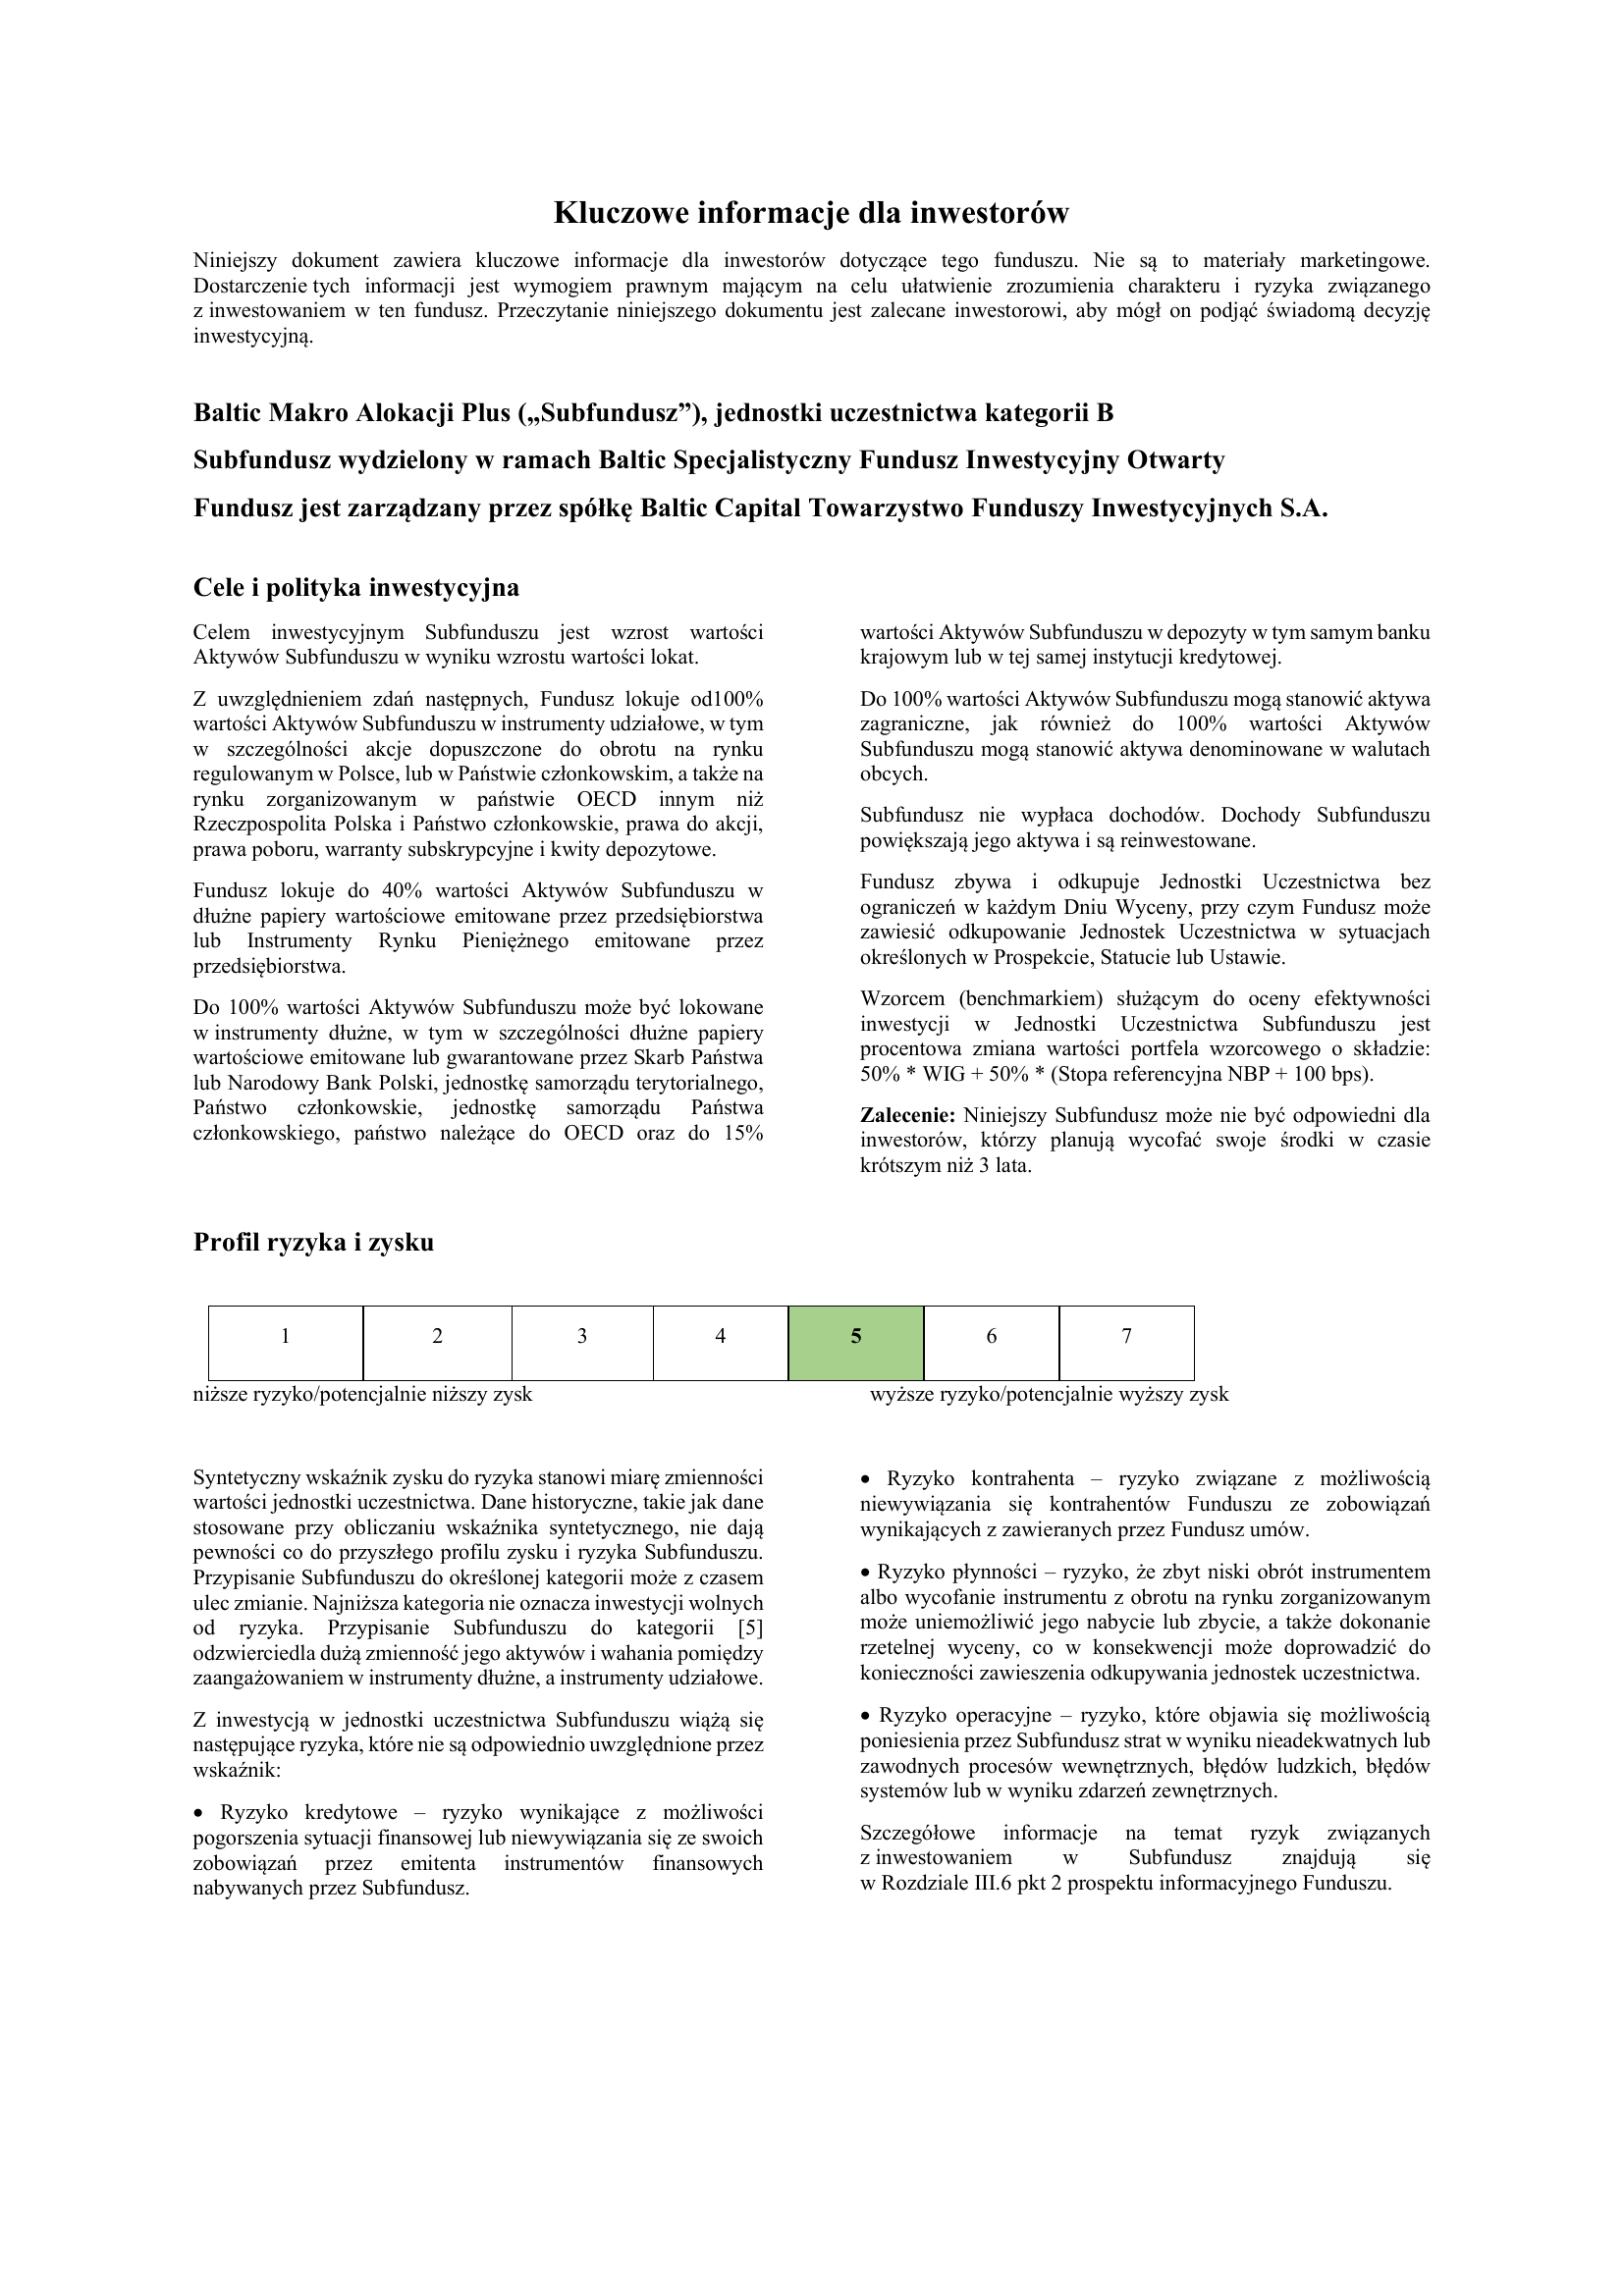 Kluczowe informacje dla inwestorów
Niniejszy dokument zawiera kluczowe informacje dla inwestorów dotyczące tego funduszu. Nie są to materiały marketingowe.
Dostarczenie tych informacji jest wymogiem prawnym mającym na celu ułatwienie zrozumienia charakteru i ryzyka związanego
z inwestowaniem w ten fundusz. Przeczytanie niniejszego dokumentu jest zalecane inwestorowi, aby mógł on podjąć świadomą decyzję
inwestycyjną.
Baltic Makro Alokacji Plus („Subfundusz”), jednostki uczestnictwa kategorii B
Subfundusz wydzielony w ramach Baltic Specjalistyczny Fundusz Inwestycyjny Otwarty
Fundusz jest zarządzany przez spółkę Baltic Capital Towarzystwo Funduszy Inwestycyjnych S.A.
Cele i polityka inwestycyjna
Celem inwestycyjnym Subfunduszu jest wzrost wartości
Aktywów Subfunduszu w wyniku wzrostu wartości lokat.
Z uwzględnieniem zdań następnych, Fundusz lokuje od100%
wartości Aktywów Subfunduszu w instrumenty udziałowe, w tym
w szczególności akcje dopuszczone do obrotu na rynku
regulowanym w Polsce, lub w Państwie członkowskim, a także na
rynku zorganizowanym w państwie OECD innym niż
Rzeczpospolita Polska i Państwo członkowskie, prawa do akcji,
prawa poboru, warranty subskrypcyjne i kwity depozytowe.
Fundusz lokuje do 40% wartości Aktywów Subfunduszu w
dłużne papiery wartościowe emitowane przez przedsiębiorstwa
lub Instrumenty Rynku Pieniężnego emitowane przez
przedsiębiorstwa.
Do 100% wartości Aktywów Subfunduszu może być lokowane
w instrumenty dłużne, w tym w szczególności dłużne papiery
wartościowe emitowane lub gwarantowane przez Skarb Państwa
lub Narodowy Bank Polski, jednostkę samorządu terytorialnego,
Państwo członkowskie, jednostkę samorządu Państwa
członkowskiego, państwo należące do OECD oraz do 15%
wartości Aktywów Subfunduszu w depozyty w tym samym banku
krajowym lub w tej samej instytucji kredytowej.
Do 100% wartości Aktywów Subfunduszu mogą stanowić aktywa
zagraniczne, jak również do 100% wartości Aktywów
Subfunduszu mogą stanowić aktywa denominowane w walutach
obcych.
Subfundusz nie wypłaca dochodów. Dochody Subfunduszu
powiększają jego aktywa i są reinwestowane.
Fundusz zbywa i odkupuje Jednostki Uczestnictwa bez
ograniczeń w każdym Dniu Wyceny, przy czym Fundusz może
zawiesić odkupowanie Jednostek Uczestnictwa w sytuacjach
określonych w Prospekcie, Statucie lub Ustawie.
Wzorcem (benchmarkiem) służącym do oceny efektywności
inwestycji w Jednostki Uczestnictwa Subfunduszu jest
procentowa zmiana wartości portfela wzorcowego o składzie:
50% * WIG + 50% * (Stopa referencyjna NBP + 100 bps).
Zalecenie: Niniejszy Subfundusz może nie być odpowiedni dla
inwestorów, którzy planują wycofać swoje środki w czasie
krótszym niż 3 lata.
Profil ryzyka i zysku
1 2 3 4 5 6 7
niższe ryzyko/potencjalnie niższy zysk wyższe ryzyko/potencjalnie wyższy zysk
Syntetyczny wskaźnik zysku do ryzyka stanowi miarę zmienności
wartości jednostki uczestnictwa. Dane historyczne, takie jak dane
stosowane przy obliczaniu wskaźnika syntetycznego, nie dają
pewności co do przyszłego profilu zysku i ryzyka Subfunduszu.
Przypisanie Subfunduszu do określonej kategorii może z czasem
ulec zmianie. Najniższa kategoria nie oznacza inwestycji wolnych
od ryzyka. Przypisanie Subfunduszu do kategorii [5]
odzwierciedla dużą zmienność jego aktywów i wahania pomiędzy
zaangażowaniem w instrumenty dłużne, a instrumenty udziałowe.
Z inwestycją w jednostki uczestnictwa Subfunduszu wiążą się
następujące ryzyka, które nie są odpowiednio uwzględnione przez
wskaźnik:
• Ryzyko kredytowe – ryzyko wynikające z możliwości
pogorszenia sytuacji finansowej lub niewywiązania się ze swoich
zobowiązań przez emitenta instrumentów finansowych
nabywanych przez Subfundusz.
• Ryzyko kontrahenta – ryzyko związane z możliwością
niewywiązania się kontrahentów Funduszu ze zobowiązań
wynikających z zawieranych przez Fundusz umów.
• Ryzyko płynności – ryzyko, że zbyt niski obrót instrumentem
albo wycofanie instrumentu z obrotu na rynku zorganizowanym
może uniemożliwić jego nabycie lub zbycie, a także dokonanie
rzetelnej wyceny, co w konsekwencji może doprowadzić do
konieczności zawieszenia odkupywania jednostek uczestnictwa.
• Ryzyko operacyjne – ryzyko, które objawia się możliwością
poniesienia przez Subfundusz strat w wyniku nieadekwatnych lub
zawodnych procesów wewnętrznych, błędów ludzkich, błędów
systemów lub w wyniku zdarzeń zewnętrznych.
Szczegółowe informacje na temat ryzyk związanych
z inwestowaniem w Subfundusz znajdują się
w Rozdziale III.6 pkt 2 prospektu informacyjnego Funduszu.